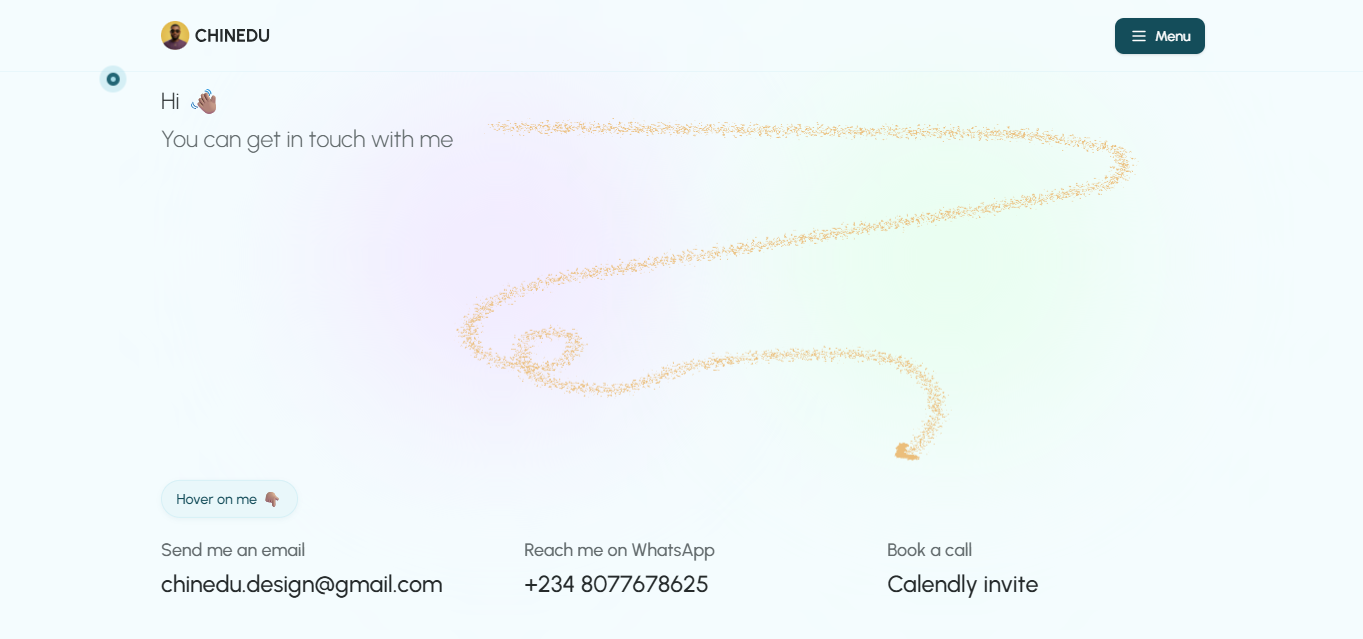 CHINEDU
Menu
Hi
You can get in touch with me
Hover on me
Send me an email
chinedu.design@gmail.com
Reach me on WhatsApp
+234 8077678625
Book a call
Calendly invite